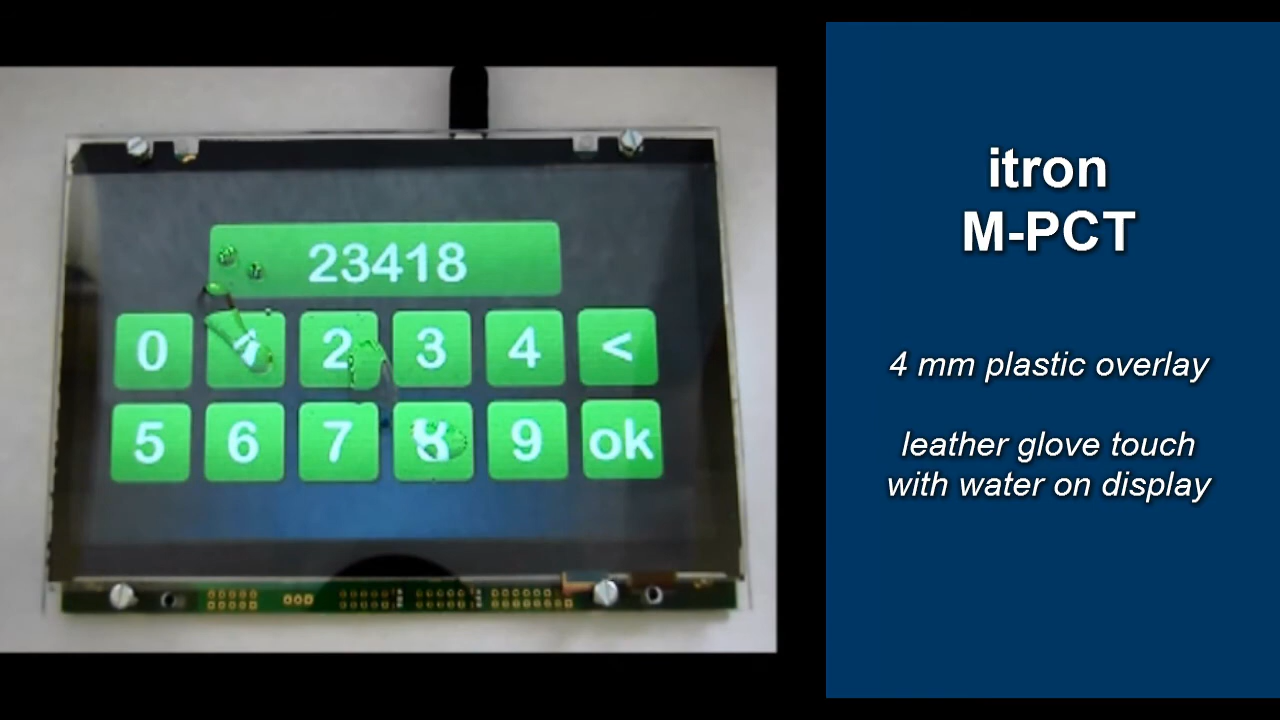 23418
0 1 2 3 4 <
5 6 7 8 9 ok
itron
M-PCT
4 mm plastic overlay
leather glove touch
with water on display